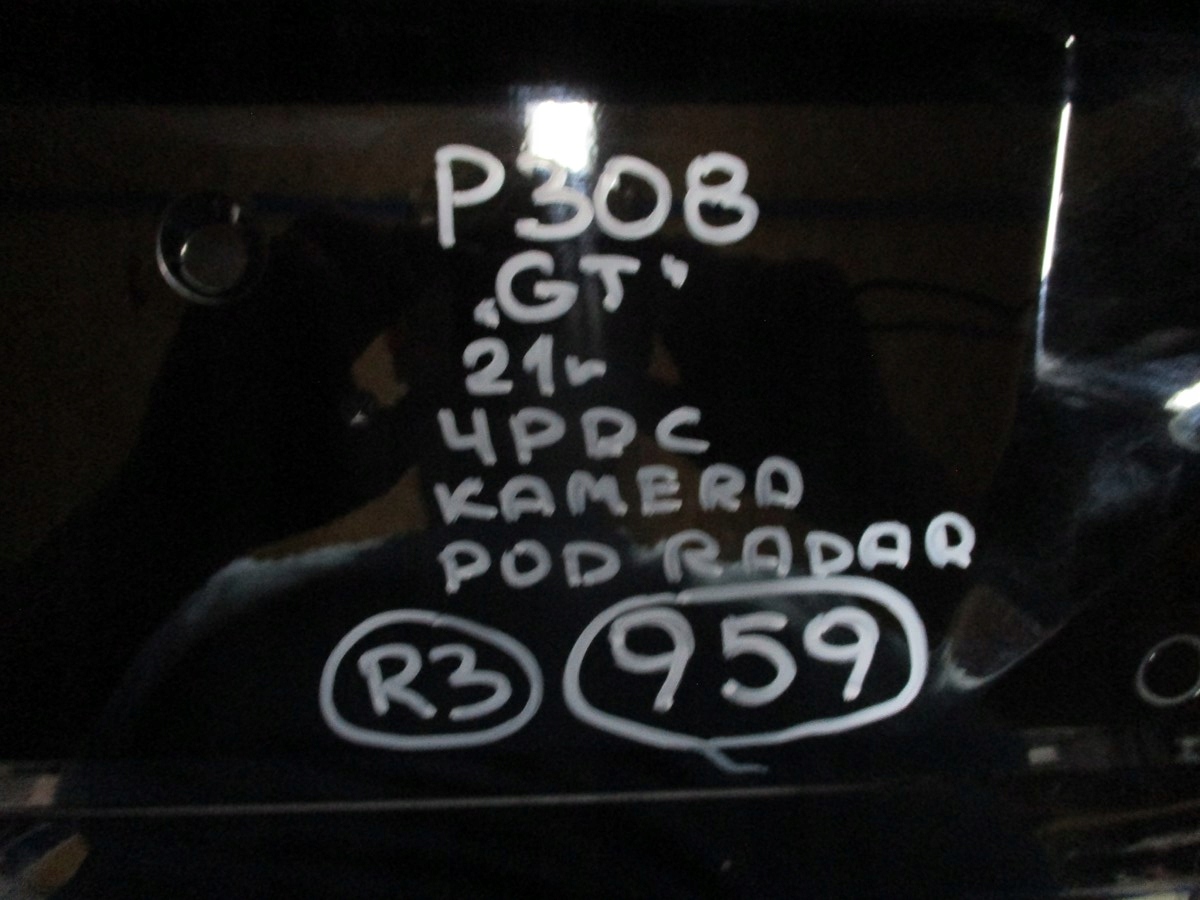 P308
„GT"
21r
4PDC
KAMERA
POD RADAR
R3 959